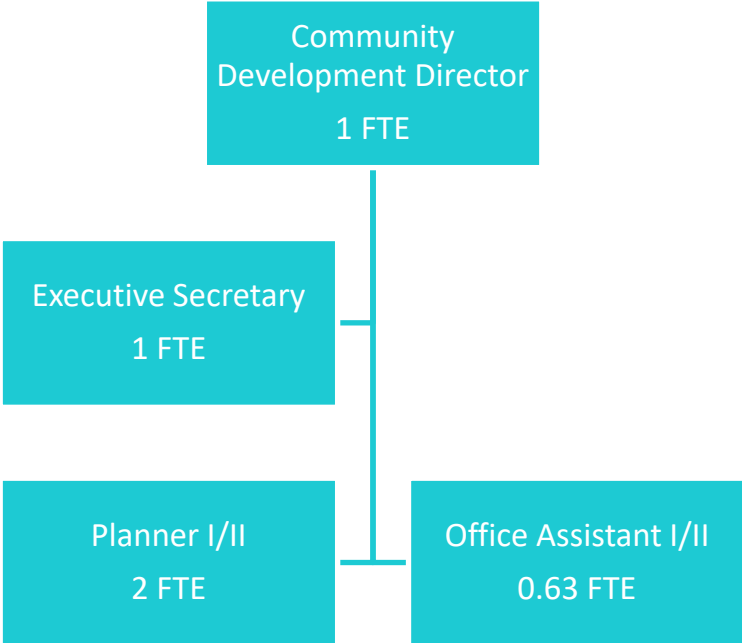 Community
Development Director
1 FTE
Executive Secretary
1 FTE
Planner I/II
2 FTE
Office Assistant I/II
0.63 FTE